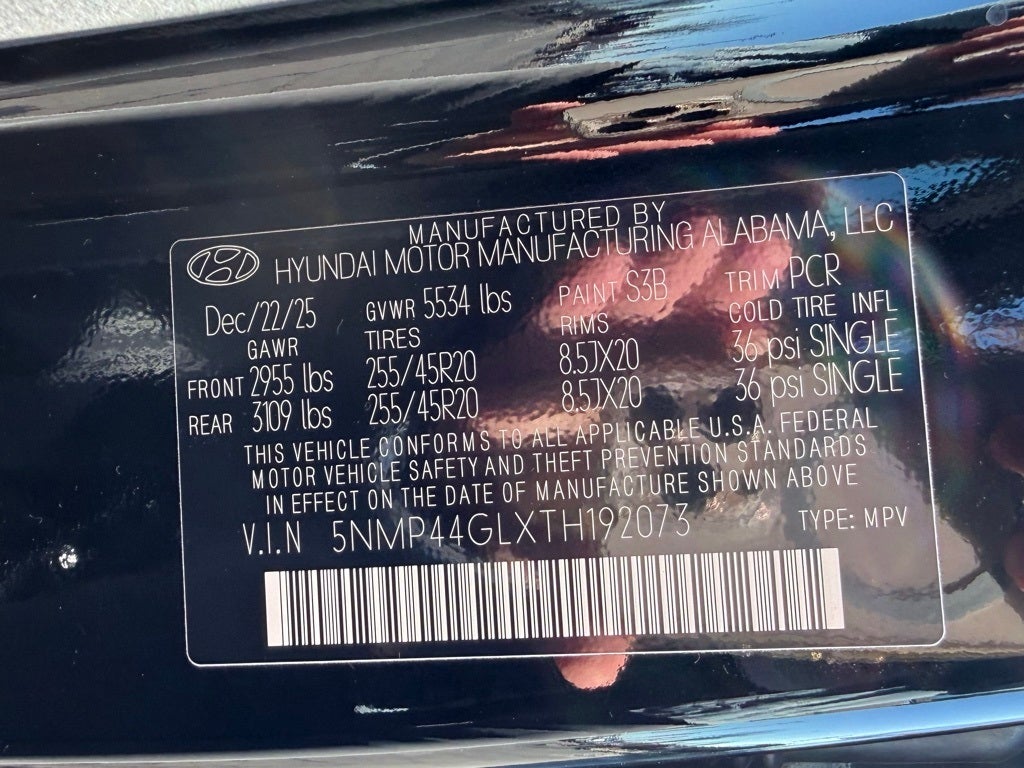 MANUFACTURED BY
HYUNDAI MOTOR MANUFACTURING ALABAMA, LLC
Dec/22/25 GVWR 5534 lbs PAINT S3B TRIM PCR
GAWR TIRES RIMS COLD TIRE INFL
FRONT 2955 lbs 255/45R20 8.5JX20 36 psi SINGLE
REAR 3109 lbs 255/45R20 8.5JX20 36 psi SINGLE
THIS VEHICLE CONFORMS TO ALL APPLICABLE U.S.A. FEDERAL
MOTOR VEHICLE SAFETY AND THEFT PREVENTION STANDARDS
IN EFFECT ON THE DATE OF MANUFACTURE SHOWN ABOVE
V.I.N 5NMP44GLXTH192073 TYPE: MPV